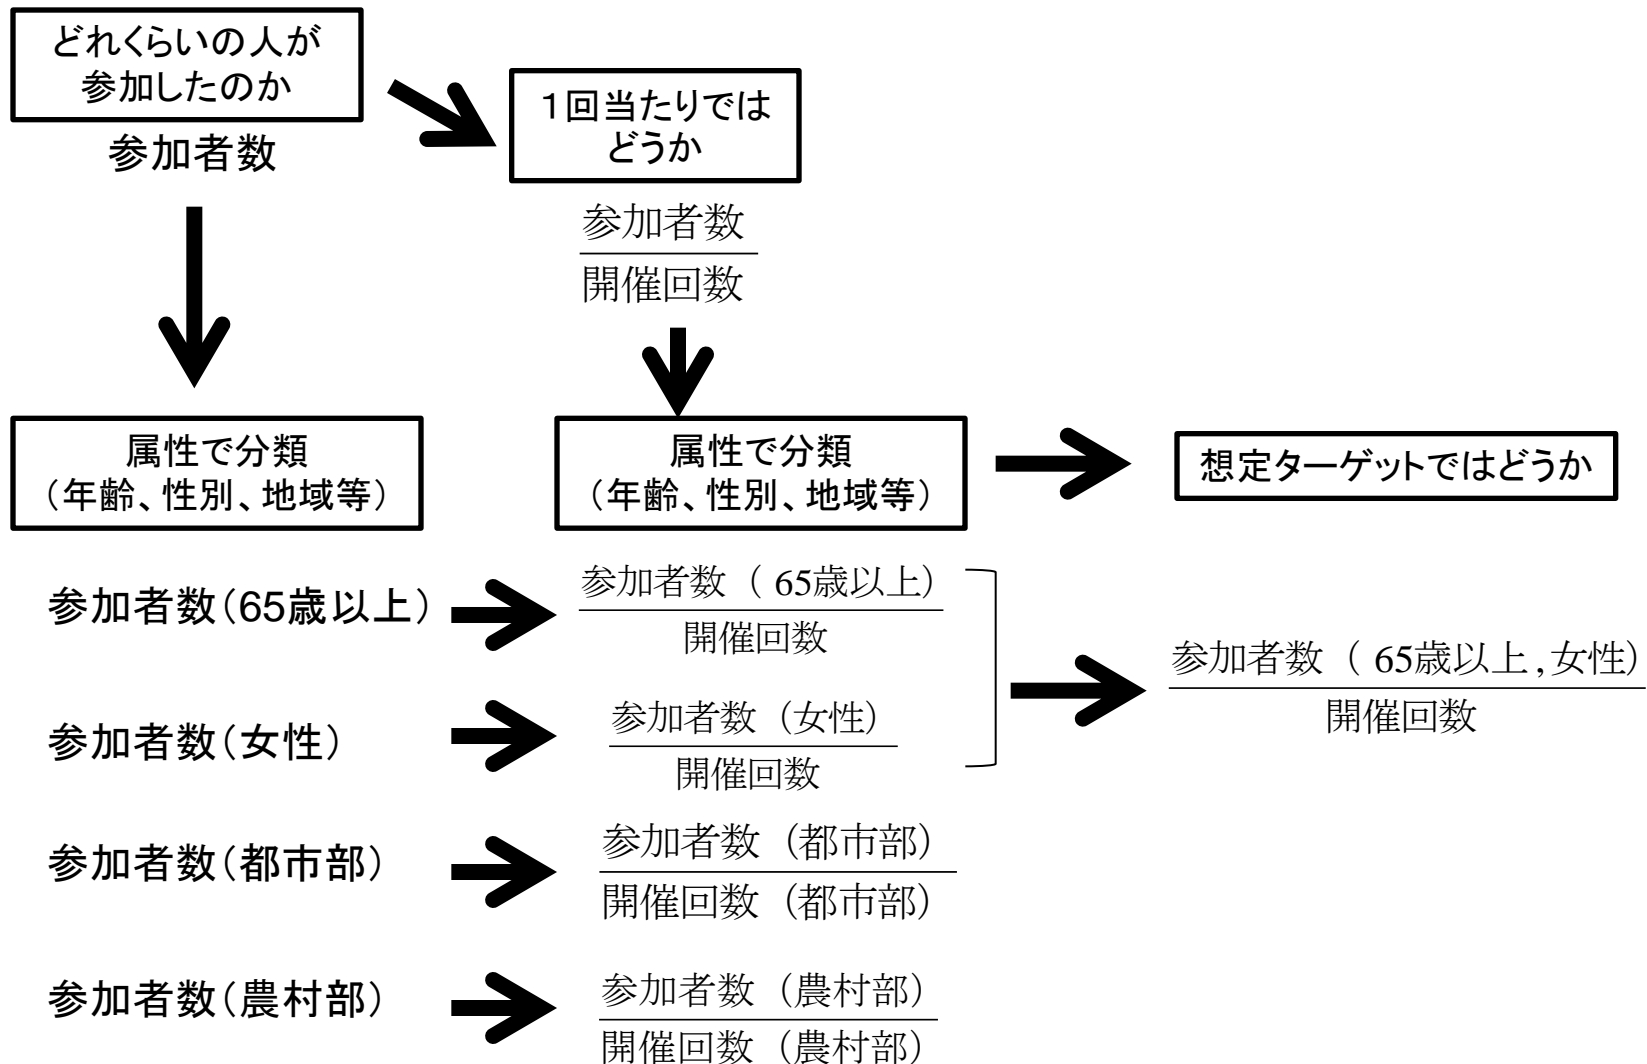 どれくらいの人が
参加したのか
参加者数
１回当たりでは
どうか
参加者数
開催回数
属性で分類
（年齢、性別、地域等）
属性で分類
（年齢、性別、地域等）
想定ターゲットではどうか
参加者数（65歳以上）
参加者数（ 65歳以上）
開催回数
参加者数（女性）
参加者数（女性）
開催回数
参加者数（ 65歳以上 , 女性）
開催回数
参加者数（都市部）
参加者数（都市部）
開催回数（都市部）
参加者数（農村部）
参加者数（農村部）
開催回数（農村部）